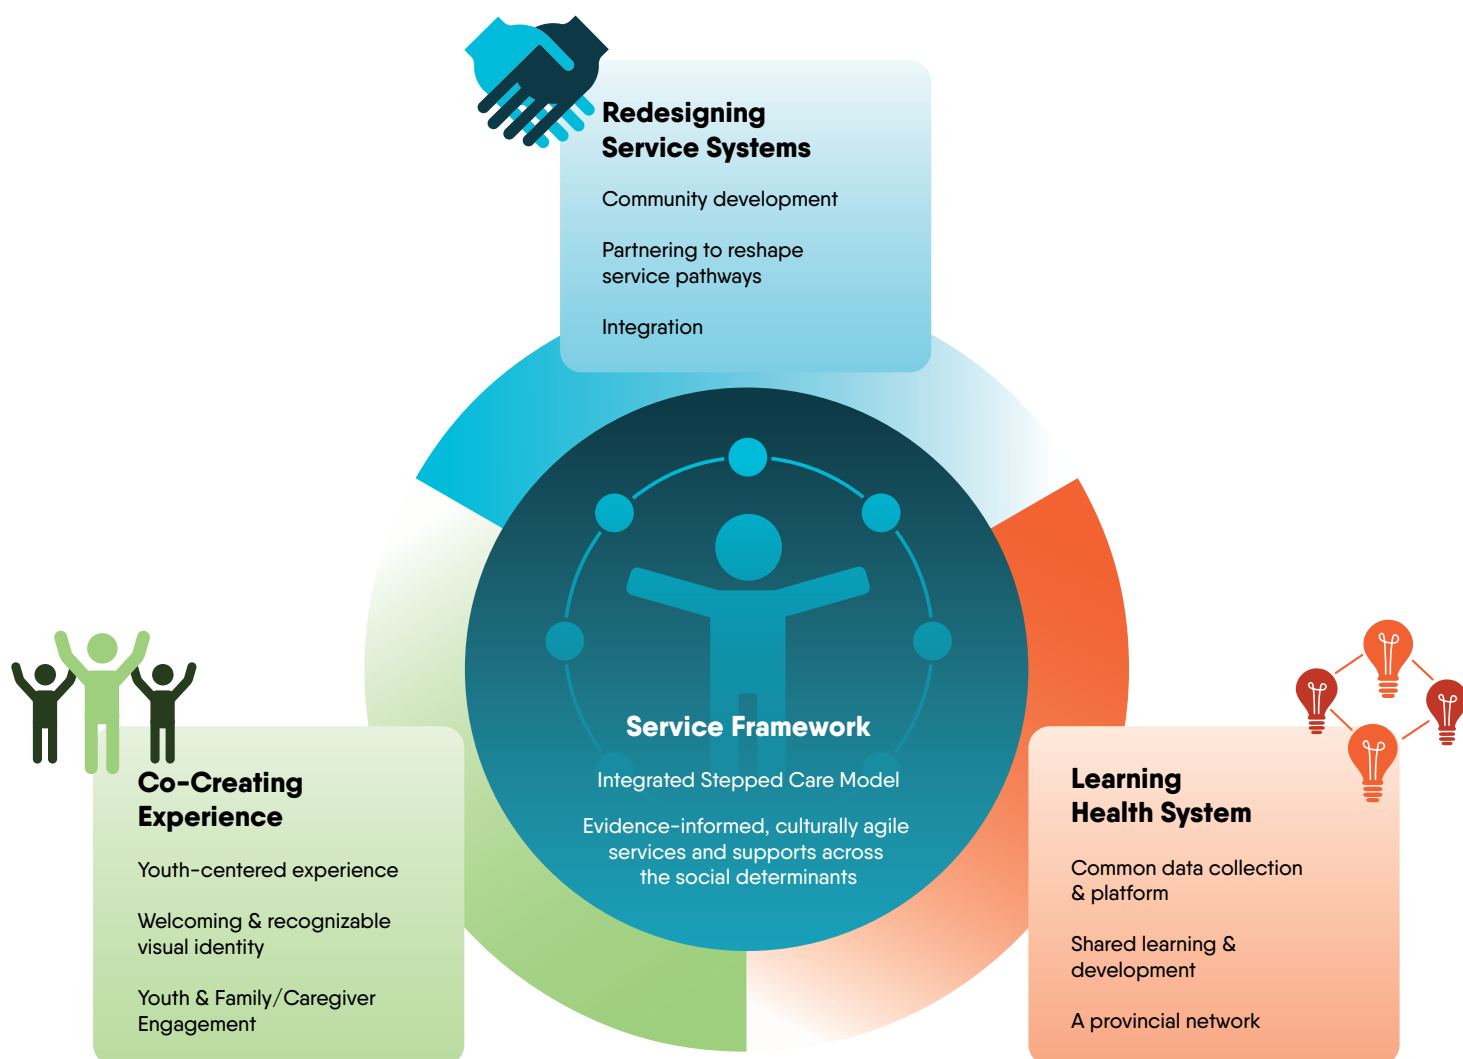 Redesigning
Service Systems
Community development
Partnering to reshape
service pathways
Integration
Service Framework
Integrated Stepped Care Model
Evidence-informed, culturally agile
services and supports across
the social determinants
Co-Creating
Experience
Youth-centered experience
Welcoming & recognizable
visual identity
Youth & Family/Caregiver
Engagement
Learning
Health System
Common data collection
& platform
Shared learning &
development
A provincial network